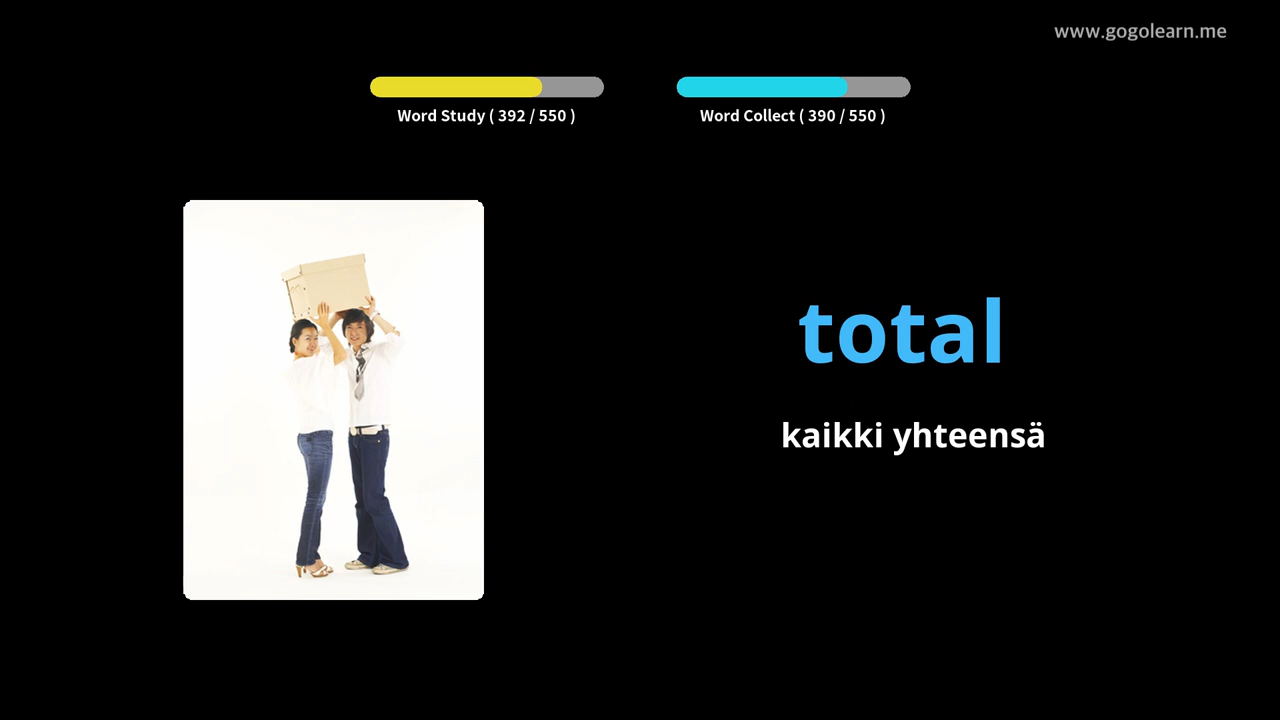 www.gogolearn.me
Word Study ( 392 / 550 )
Word Collect ( 390 / 550 )
total
kaikki yhteensä